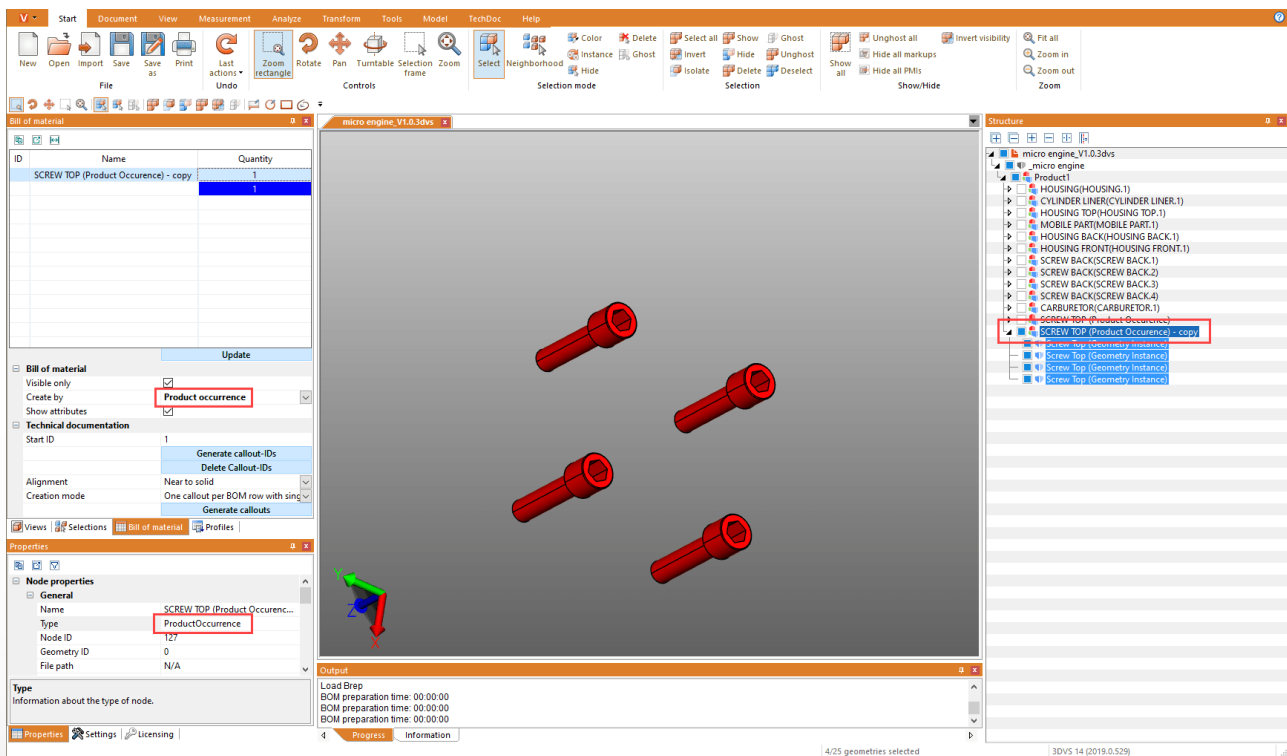 V Start Document View Measurement Analyze Transform Tools Model TechDoc Help
New Open Import Save Save as Print
File
Last actions
Undo
Zoom rectangle Rotate Pan Turntable Selection frame Zoom
Controls
Select Neighborhood Color Delete
Instance Ghost
Hide
Selection mode
Select all Show Ghost
Invert Hide Unghost
Isolate Delete Deselect
Selection
Show all Unghost all Invert visibility
Hide all markups
Hide all PMIs
Show/Hide
Fit all
Zoom in
Zoom out
Zoom
Bill of material
ID Name Quantity
SCREW TOP (Product Occurence) - copy 1
1
Update
Bill of material
Visible only
Create by Product occurrence
Show attributes
Technical documentation
Start ID 1
Generate callout-IDs
Delete Callout-IDs
Alignment Near to solid
Creation mode One callout per BOM row with sing
Generate callouts
Views Selections Bill of material Profiles
Properties
Node properties
General
Name SCREW TOP (Product Occurenc...
Type ProductOccurrence
Node ID 127
Geometry ID 0
File path N/A
Type
Information about the type of node.
Properties Settings Licensing
micro engine_V1.0.3dvs
Y
Z
X
Output
Load Brep
BOM preparation time: 00:00:00
BOM preparation time: 00:00:00
BOM preparation time: 00:00:00
Progress Information
Structure
micro engine_V1.0.3dvs
_micro engine
Product1
HOUSING(HOUSING.1)
CYLINDER LINER(CYLINDER LINER.1)
HOUSING TOP(HOUSING TOP.1)
MOBILE PART(MOBILE PART.1)
HOUSING BACK(HOUSING BACK.1)
HOUSING FRONT(HOUSING FRONT.1)
SCREW BACK(SCREW BACK.1)
SCREW BACK(SCREW BACK.2)
SCREW BACK(SCREW BACK.3)
SCREW BACK(SCREW BACK.4)
CARBURETOR(CARBURETOR.1)
SCREW TOP (Product Occurence)
SCREW TOP (Product Occurence) - copy
Screw Top (Geometry Instance)
Screw Top (Geometry Instance)
Screw Top (Geometry Instance)
Screw Top (Geometry Instance)
4/25 geometries selected
3DVS 14 (2019.0.529)